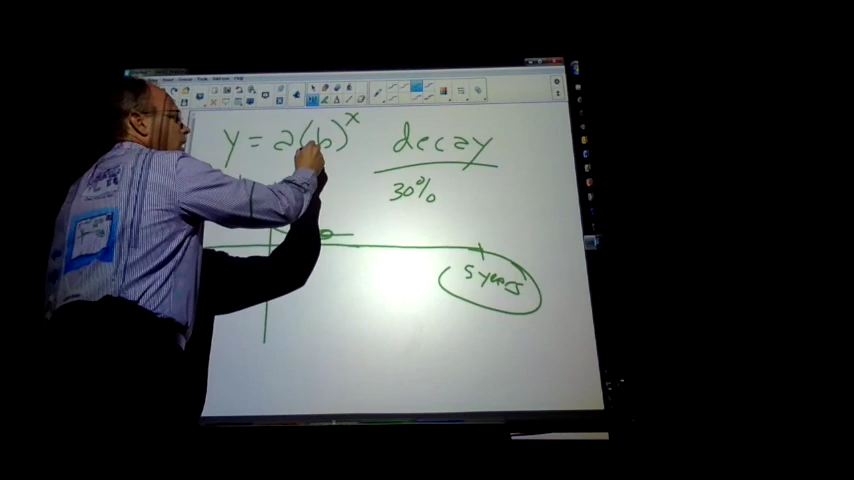 y = a(b)^x
decay
30%
5 years